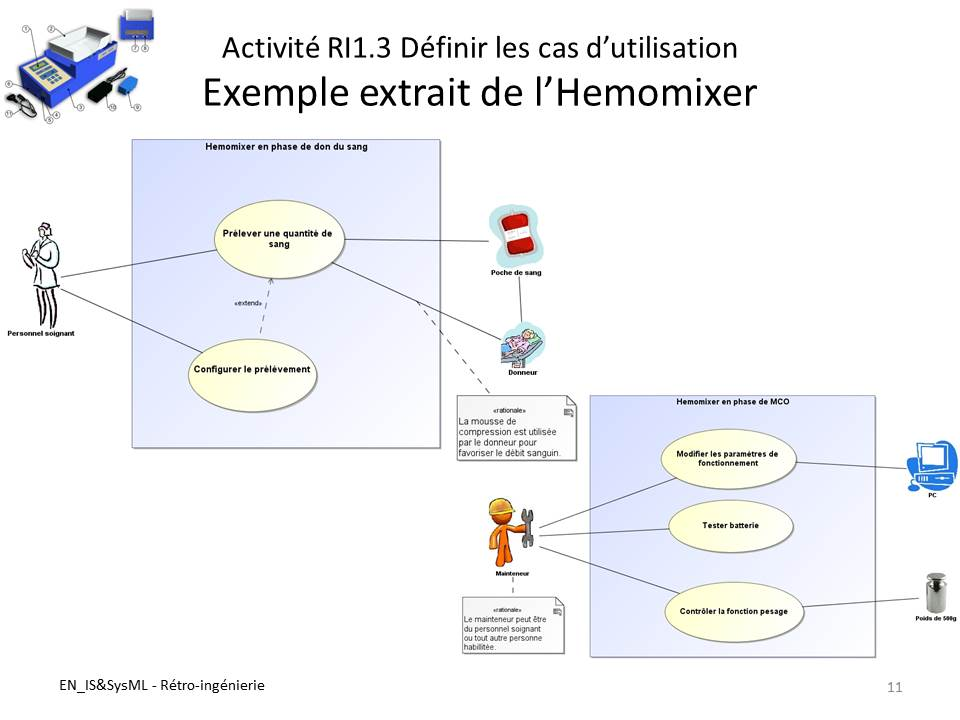 Activité RI1.3 Définir les cas d’utilisation
Exemple extrait de l’Hemomixer
Hemomixer en phase de don du sang
Prélever une quantité de
sang
«extend»
Configurer le prélèvement
Personnel soignant
Poche de sang
Donneur
«rationale»
La mousse de
compression est utilisée
par le donneur pour
favoriser le débit sanguin.
Hemomixer en phase de MCO
Modifier les paramètres de
fonctionnement
Tester batterie
Contrôler la fonction pesage
PC
Mainteneur
«rationale»
Le mainteneur peut être
du personnel soignant
ou tout autre personne
habillitée.
Poids de 500g
EN_IS&SysML - Rétro-ingénierie
11